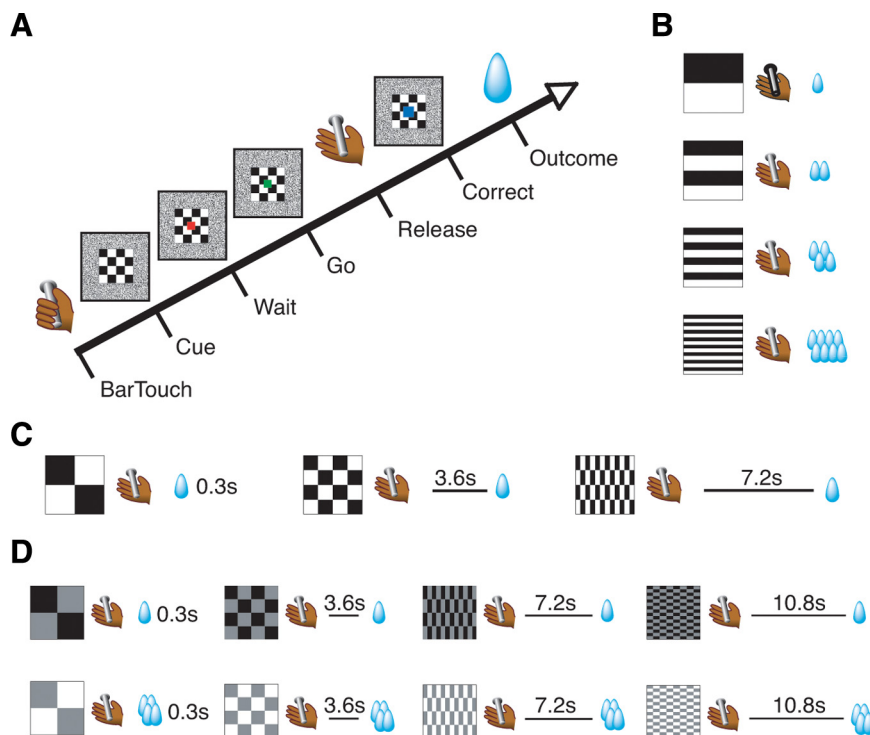 A
B
Outcome
Correct
Release
Go
Wait
Cue
BarTouch
C
0.3s
3.6s
7.2s
D
0.3s
3.6s
7.2s
10.8s
0.3s
3.6s
7.2s
10.8s